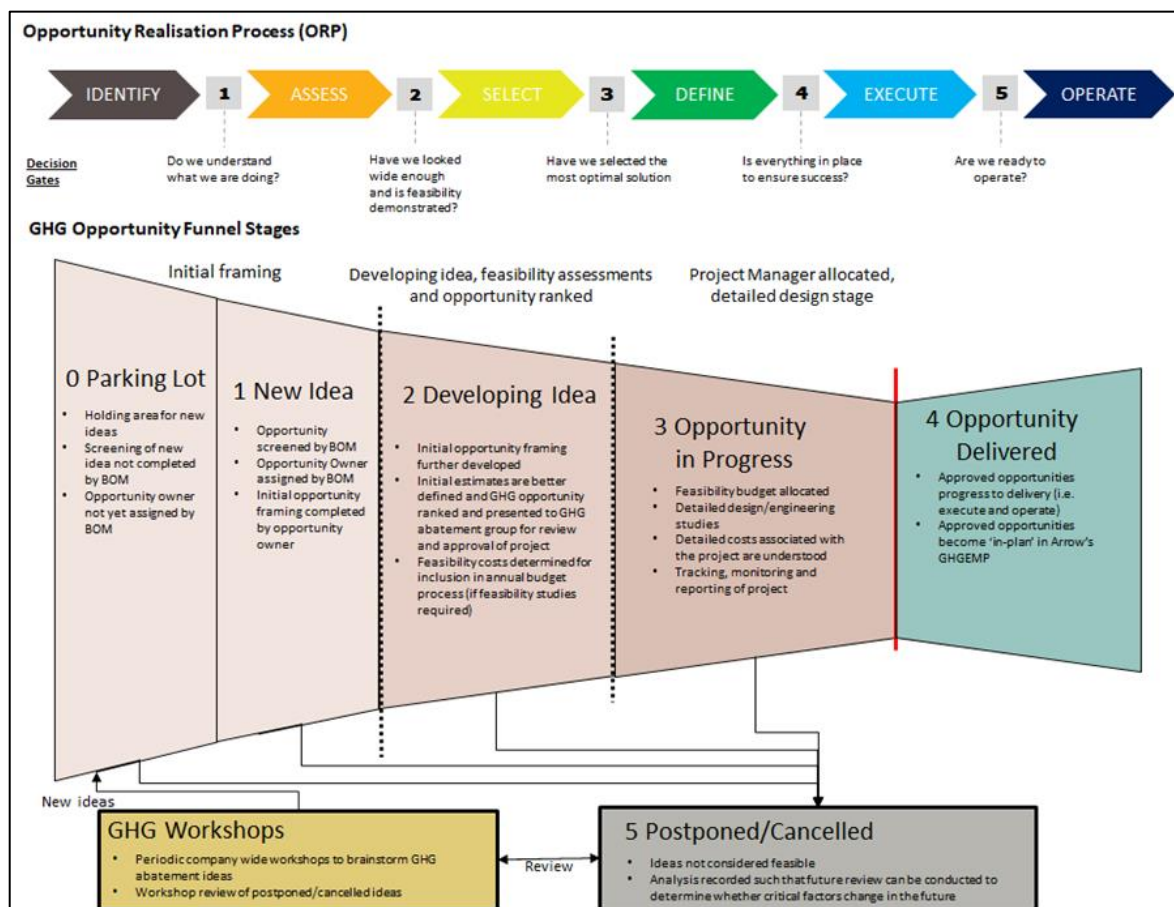 Opportunity Realisation Process (ORP)
IDENTIFY
1
ASSESS
2
SELECT
3
DEFINE
4
EXECUTE
5
OPERATE
Decision
Gates
Do we understand
what we are doing?
Have we looked
wide enough
and is feasibility
demonstrated?
Have we selected the
most optimal solution
Is everything in place
to ensure success?
Are we ready to
operate?
GHG Opportunity Funnel Stages
Initial framing
Developing idea, feasibility assessments
and opportunity ranked
Project Manager allocated,
detailed design stage
0 Parking Lot
• Holding area for new
ideas
• Screening of new
idea not completed
by BOM
• Opportunity owner
not yet assigned by
BOM
1 New Idea
• Opportunity
screened by BOM
• Opportunity Owner
assigned by BOM
• Initial opportunity
framing completed
by opportunity
owner
2 Developing Idea
• Initial opportunity framing
further developed
• Initial estimates are better
defined and GHG opportunity
ranked and presented to GHG
abatement group for review
and approval of project
• Feasibility costs determined for
inclusion in annual budget
process (if feasibility studies
required)
3 Opportunity
in Progress
• Feasibility budget allocated
• Detailed design/engineering
studies
• Detailed costs associated with
the project are understood
• Tracking, monitoring and
reporting of project
4 Opportunity
Delivered
• Approved opportunities
progress to delivery (i.e.
execute and operate)
• Approved opportunities
become ‘in-plan’ in Arrow’s
GHGEMP
New ideas
GHG Workshops
• Periodic company wide workshops to brainstorm GHG
abatement ideas
• Workshop review of postponed/cancelled ideas
Review
5 Postponed/Cancelled
• Ideas not considered feasible
• Analysis recorded such that future review can be conducted to
determine whether critical factors change in the future